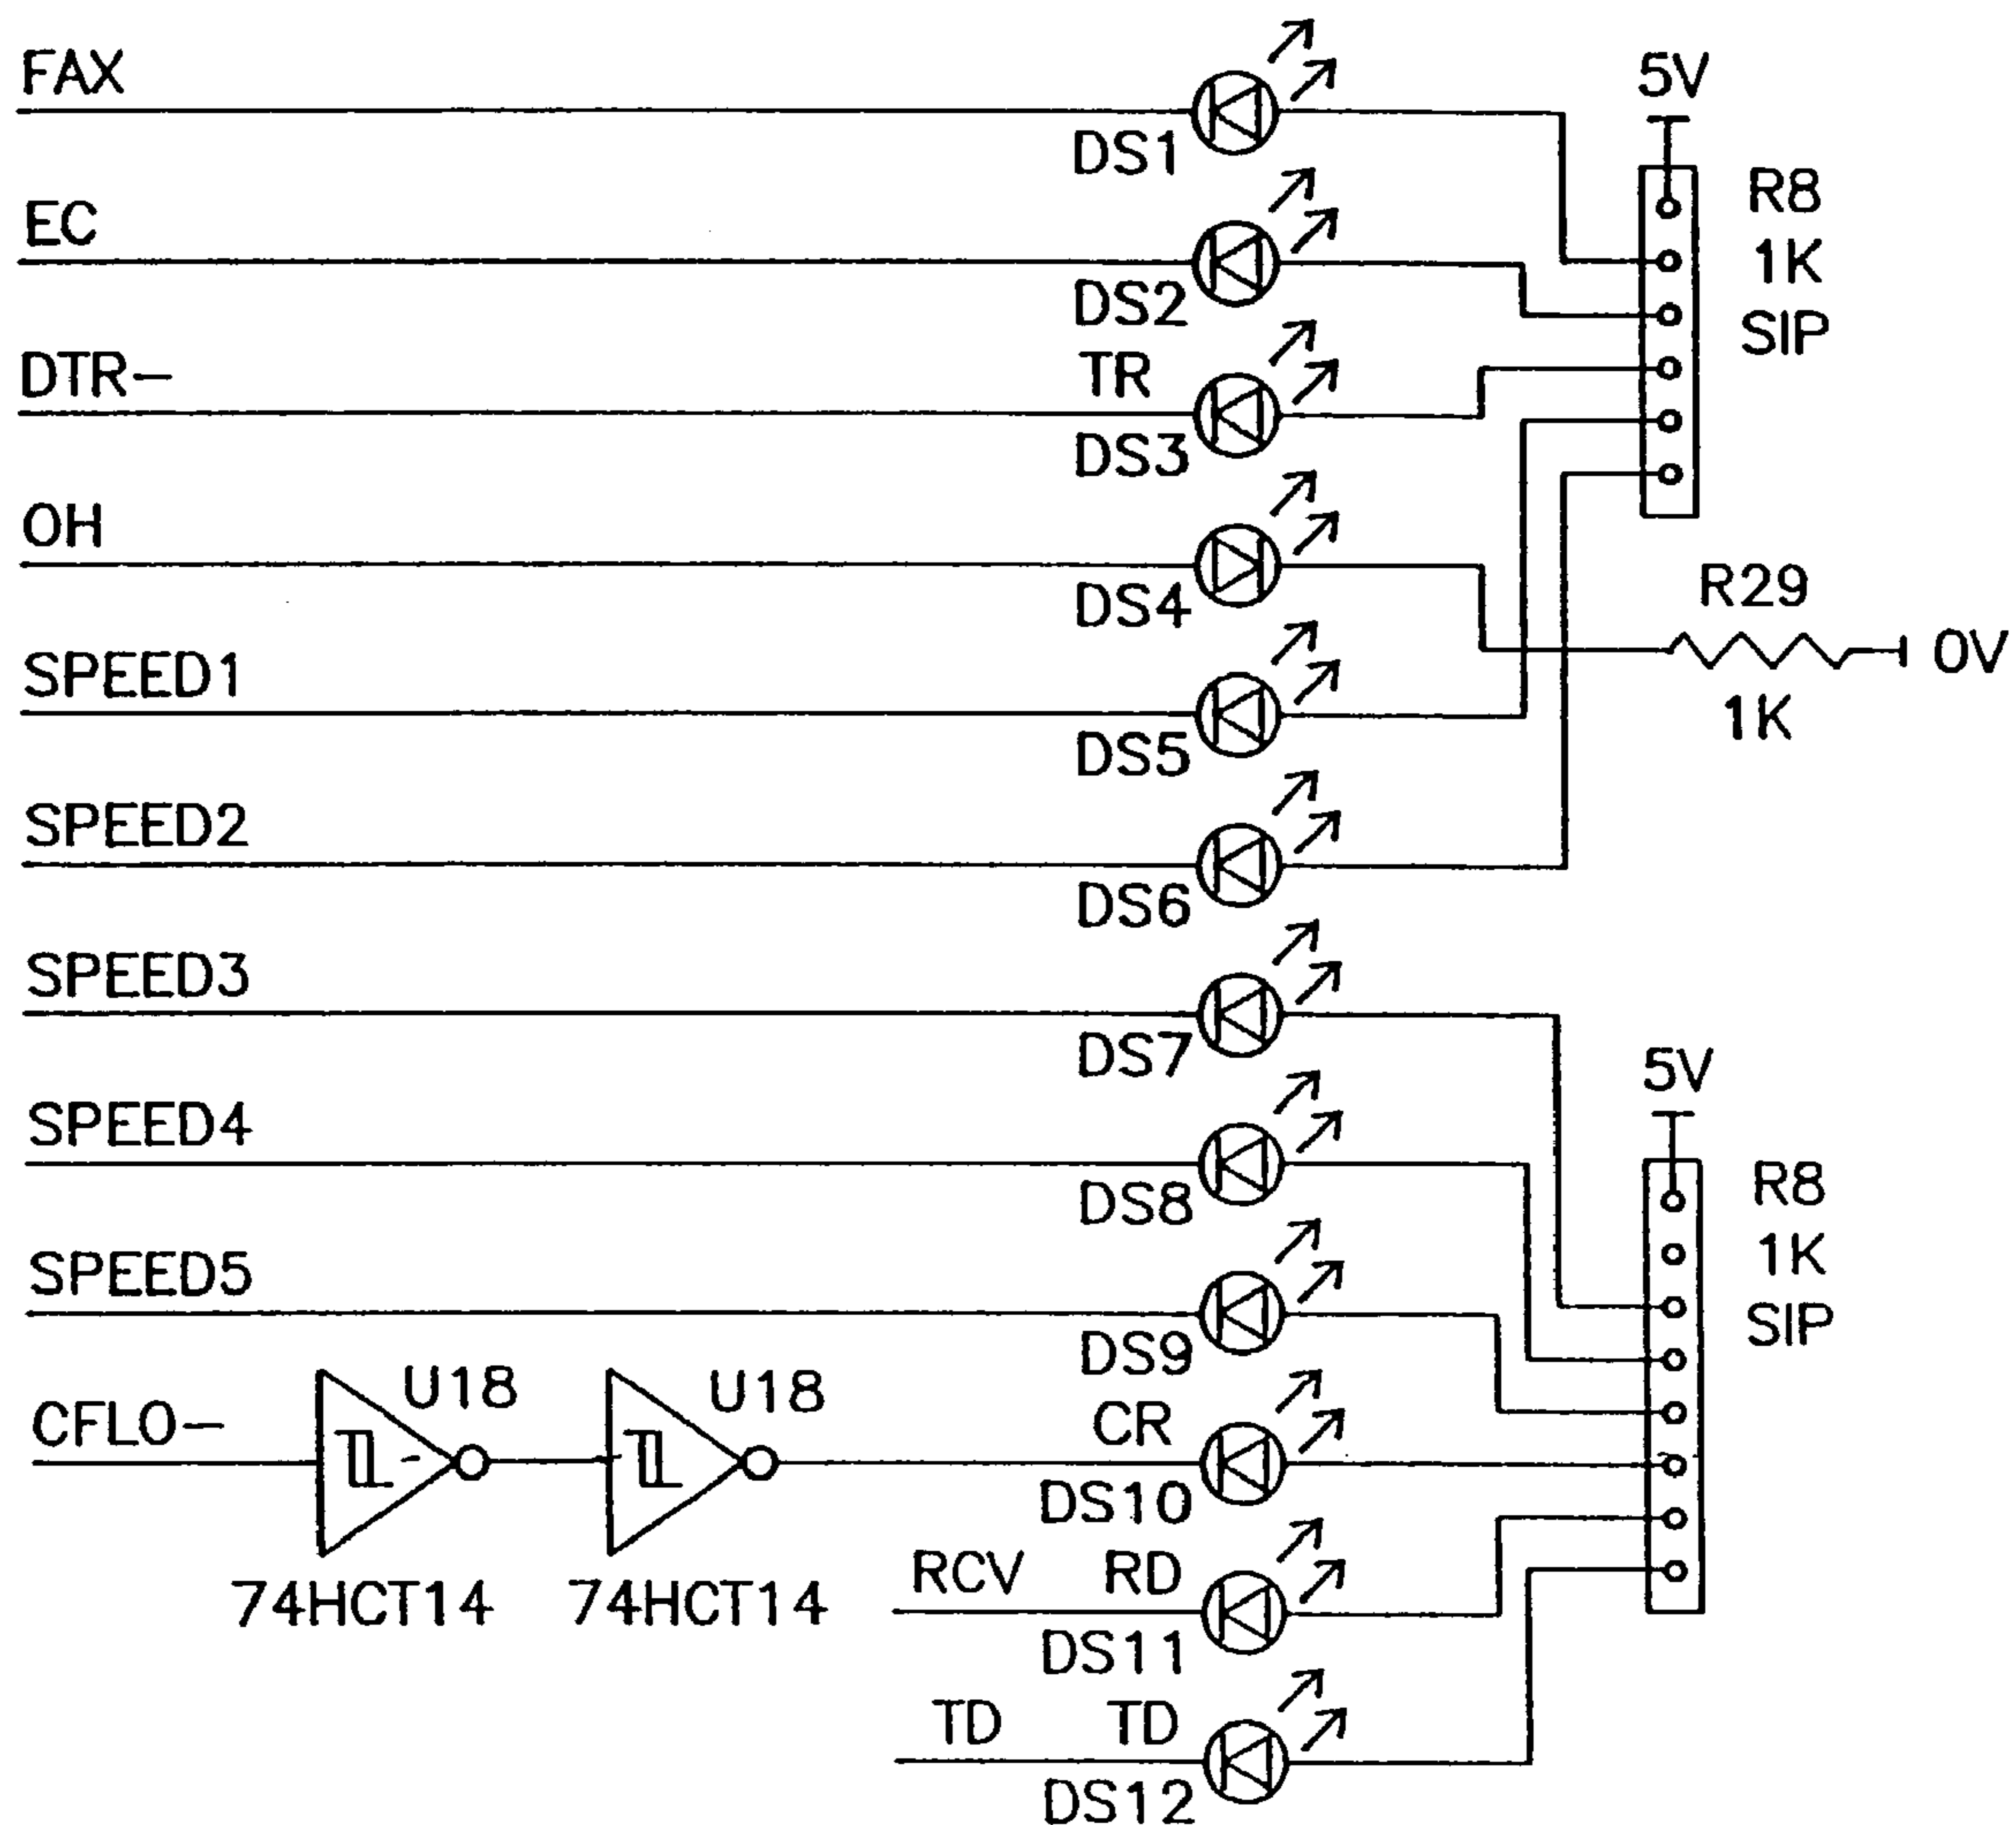 FAX
DS1
5V
R8
1K
SIP
EC
DS2
DTR-
TR
DS3
OH
DS4
R29
0V
1K
SPEED1
DS5
SPEED2
DS6
SPEED3
DS7
5V
SPEED4
DS8
R8
1K
SIP
SPEED5
DS9
CFLO-
U18
U18
CR
DS10
74HCT14
74HCT14
RCV
RD
DS11
TD
TD
DS12